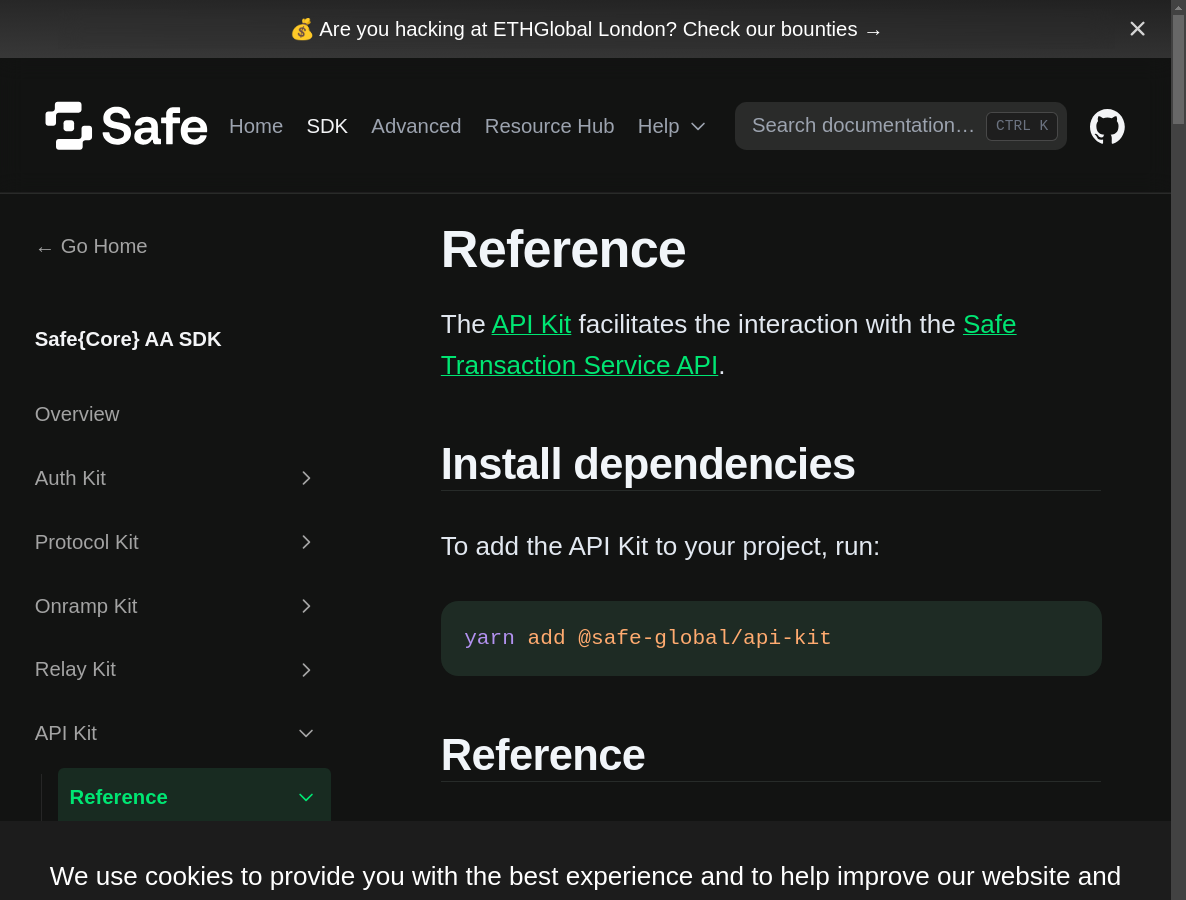 💰 Are you hacking at ETHGlobal London? Check our bounties →
Safe Home SDK Advanced Resource Hub Help Search documentation… CTRL K
← Go Home
Safe{Core} AA SDK
Overview
Auth Kit
Protocol Kit
Onramp Kit
Relay Kit
API Kit
Reference
Reference
The API Kit facilitates the interaction with the Safe
Transaction Service API.
Install dependencies
To add the API Kit to your project, run:
yarn add @safe-global/api-kit
Reference
We use cookies to provide you with the best experience and to help improve our website and